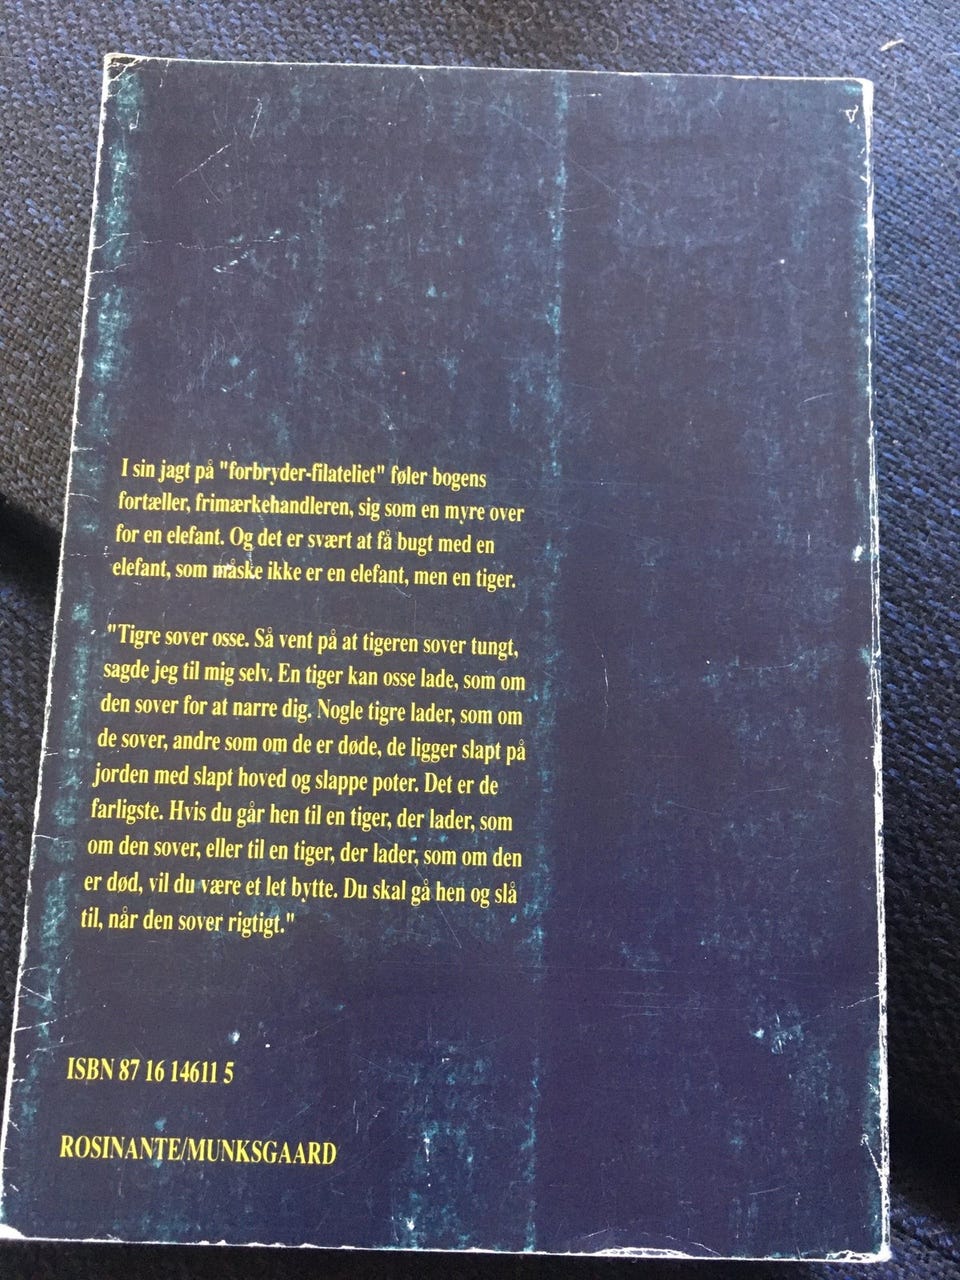 I sin jagt på "forbryder-filateliet" føler bogens
fortæller, frimærkehandleren, sig som en myre over
for en elefant. Og det er svært at få bugt med en
elefant, som måske ikke er en elefant, men en tiger.
"Tigre sover osse. Så vent på at tigeren sover tungt,
sagde jeg til mig selv. En tiger kan osse lade, som om
den sover for at narre dig. Nogle tigre lader, som om
de sover, andre som om de er døde, de ligger slapt på
jorden med slapt hoved og slappe poter. Det er de
farligste. Hvis du går hen til en tiger, der lader, som
om den sover, eller til en tiger, der lader, som om den
er død, vil du være et let bytte. Du skal gå hen og slå
til, når den sover rigtigt."
ISBN 87 16 14611 5
ROSINANTE/MUNKSGAARD